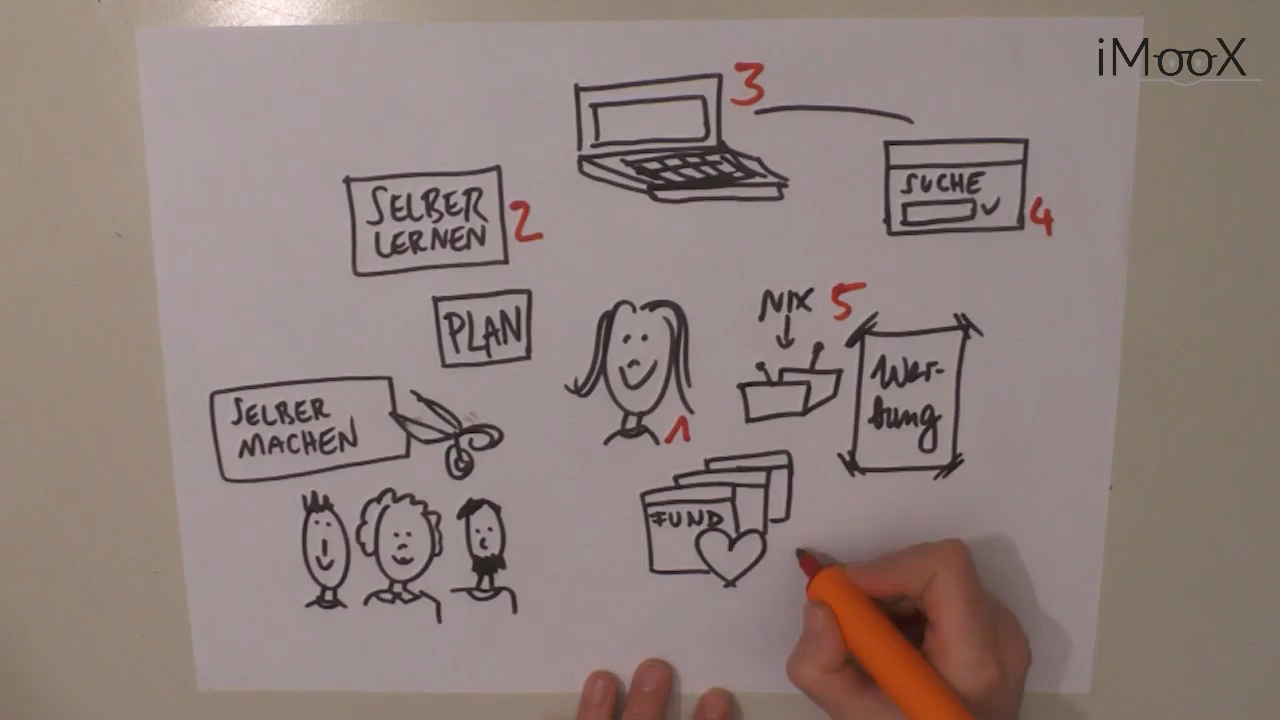 iMooX
3
SUCHE
4
SELBER
LERNEN
2
PLAN
NIX 5
Wer-
bung
1
SELBER
MACHEN
FUND